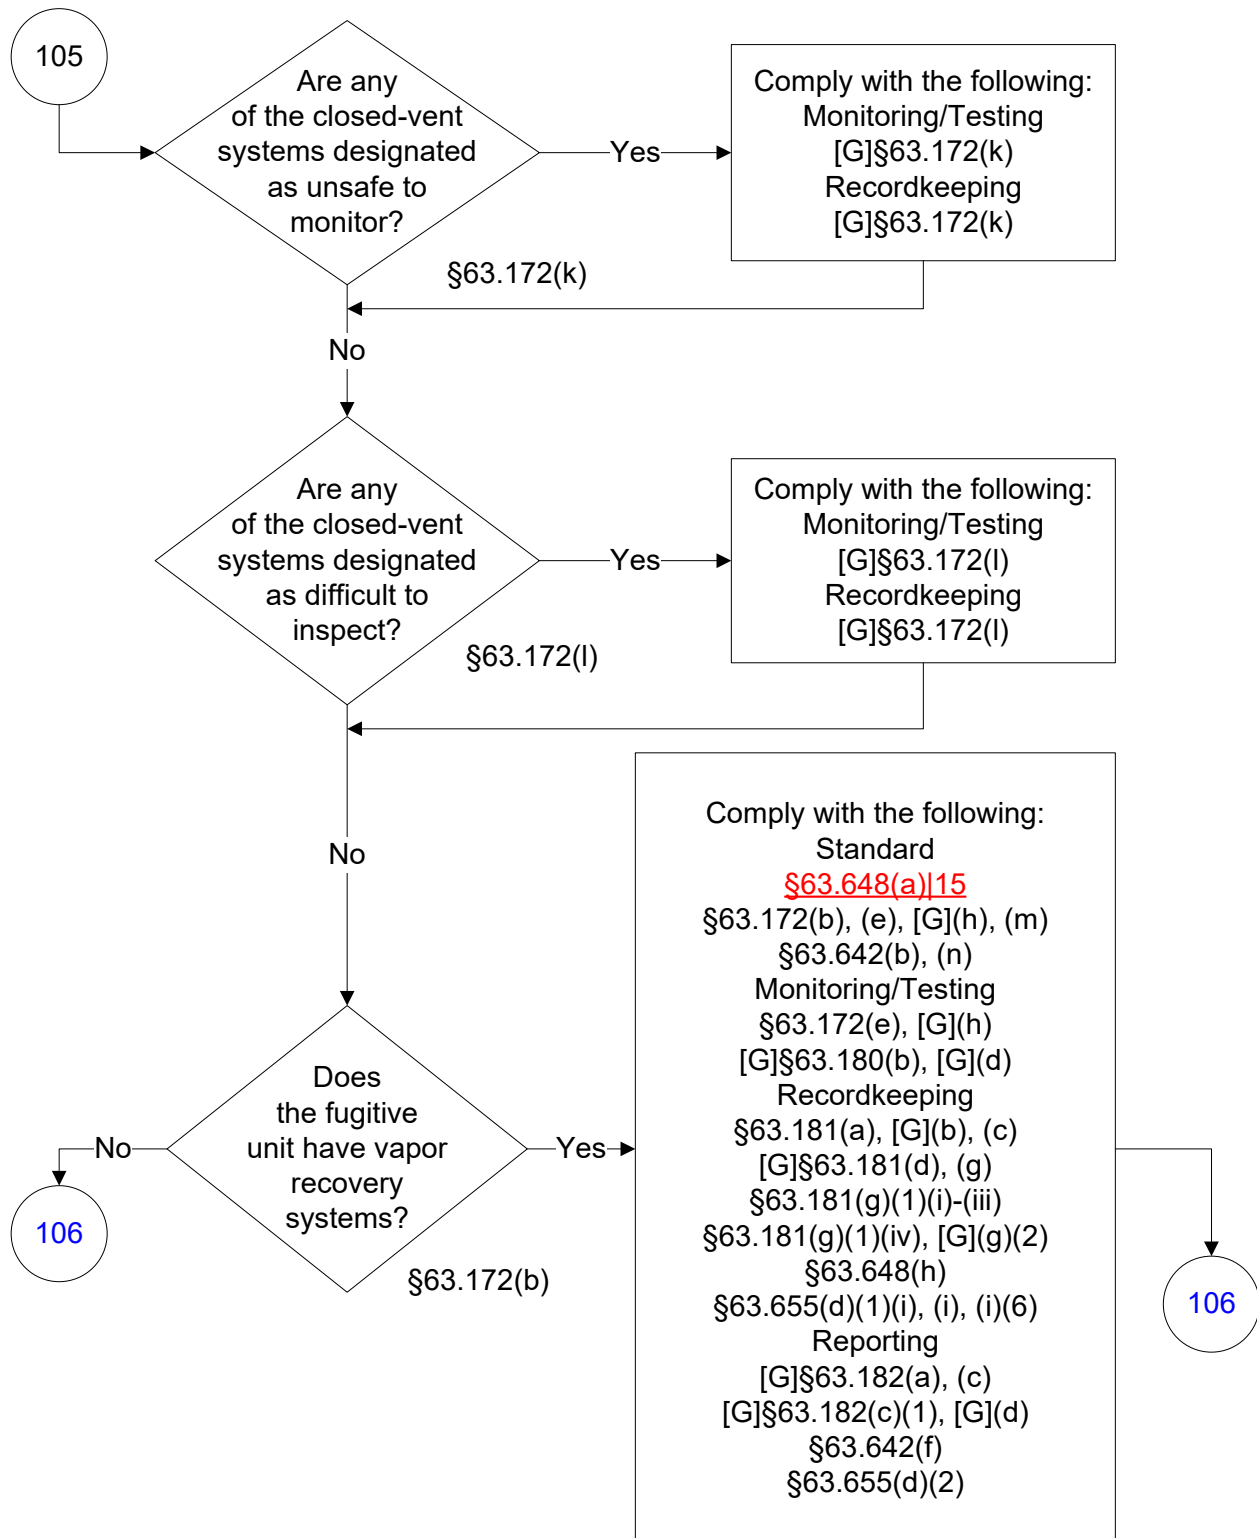 105
Are any
of the closed-vent
systems designated
as unsafe to
monitor?
Yes
Comply with the following:
Monitoring/Testing
[G]§63.172(k)
Recordkeeping
[G]§63.172(k)
§63.172(k)
No
Are any
of the closed-vent
systems designated
as difficult to
inspect?
Yes
Comply with the following:
Monitoring/Testing
[G]§63.172(l)
Recordkeeping
[G]§63.172(l)
§63.172(l)
No
Does
the fugitive
unit have vapor
recovery
systems?
No
106
§63.172(b)
Yes
Comply with the following:
Standard
§63.648(a)|15
§63.172(b), (e), [G](h), (m)
§63.642(b), (n)
Monitoring/Testing
§63.172(e), [G](h)
[G]§63.180(b), [G](d)
Recordkeeping
§63.181(a), [G](b), (c)
[G]§63.181(d), (g)
§63.181(g)(1)(i)-(iii)
§63.181(g)(1)(iv), [G](g)(2)
§63.648(h)
§63.655(d)(1)(i), (i), (i)(6)
Reporting
[G]§63.182(a), (c)
[G]§63.182(c)(1), [G](d)
§63.642(f)
§63.655(d)(2)
106